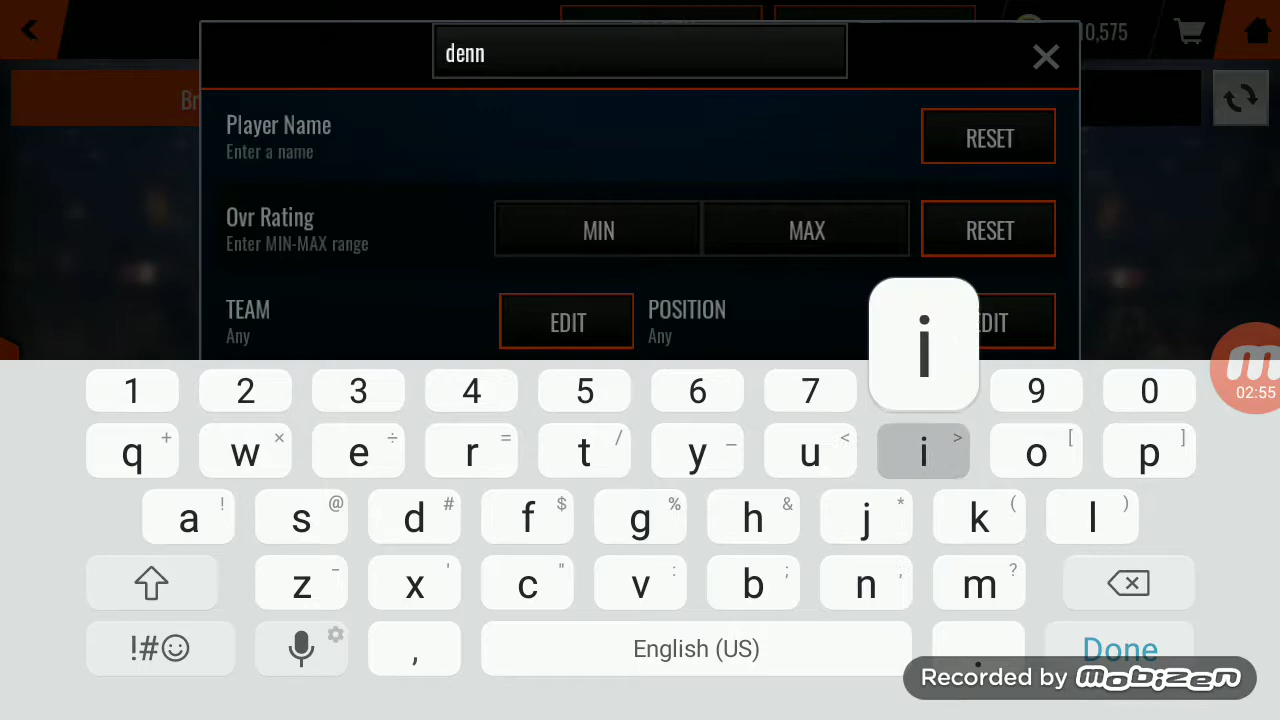 denn
10,575
Br
Player Name
Enter a name
RESET
Ovr Rating
Enter MIN-MAX range
MIN
MAX
RESET
TEAM
Any
EDIT
POSITION
Any
EDIT
i
02:55
1 2 3 4 5 6 7 9 0
q + w × e ÷ r = t / y _ u < i > o [ p ]
a ! s @ d # f $ g % h & j * k ( l )
z - x ' c " v : b ; n , m ?
!#☺ , English (US) . Done
Recorded by mobizen